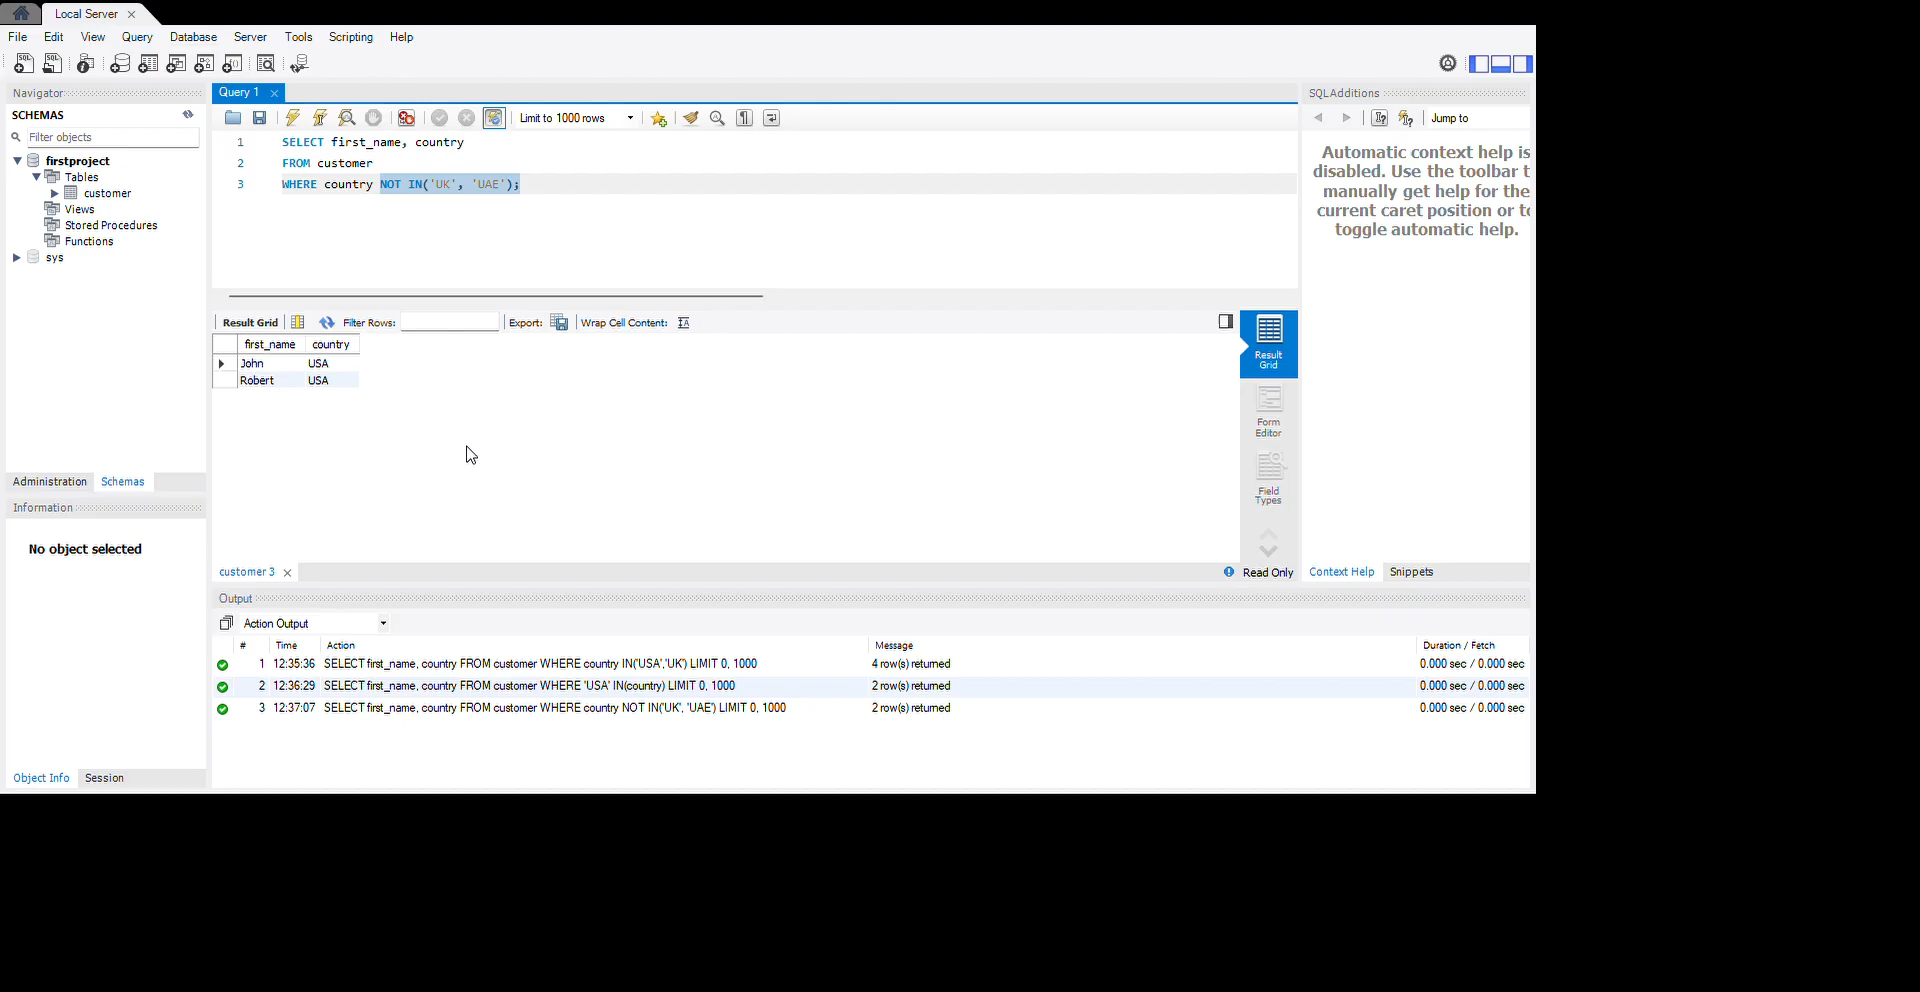 Local Server
File Edit View Query Database Server Tools Scripting Help
Navigator
SCHEMAS
Filter objects
firstproject
Tables
customer
Views
Stored Procedures
Functions
sys
Administration Schemas
Information
No object selected
Object Info Session
Query 1
Limit to 1000 rows
1 SELECT first_name, country
2 FROM customer
3 WHERE country NOT IN('UK', 'UAE');
Result Grid Filter Rows: Export: Wrap Cell Content:
first_name country
John USA
Robert USA
Result
Grid
Form
Editor
Field
Types
customer 3
Read Only
SQLAdditions
Jump to
Automatic context help is
disabled. Use the toolbar t
manually get help for the
current caret position or to
toggle automatic help.
Context Help Snippets
Output
Action Output
# Time Action Message Duration / Fetch
1 12:35:36 SELECT first_name, country FROM customer WHERE country IN('USA','UK') LIMIT 0, 1000 4 row(s) returned 0.000 sec / 0.000 sec
2 12:36:29 SELECT first_name, country FROM customer WHERE 'USA' IN(country) LIMIT 0, 1000 2 row(s) returned 0.000 sec / 0.000 sec
3 12:37:07 SELECT first_name, country FROM customer WHERE country NOT IN('UK', 'UAE') LIMIT 0, 1000 2 row(s) returned 0.000 sec / 0.000 sec